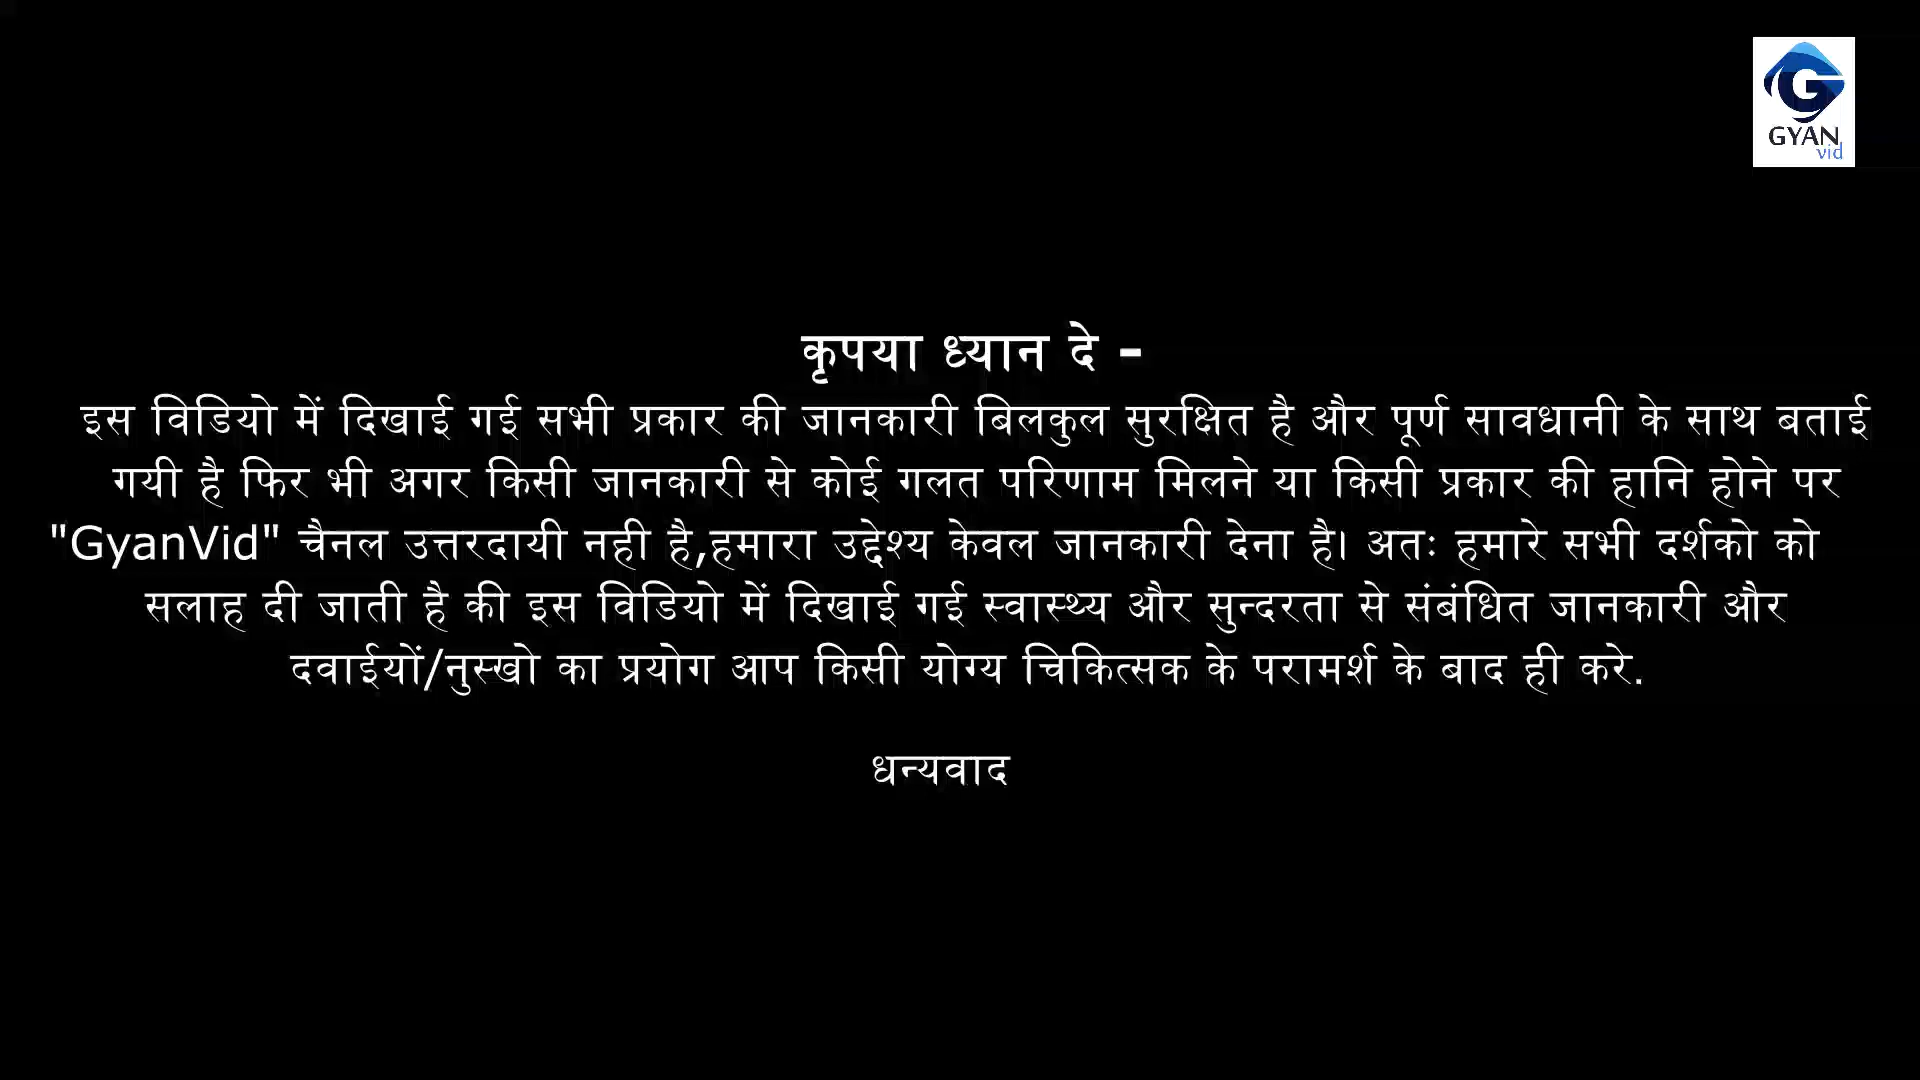 GYAN
vid
कृपया ध्यान दे -
इस विडियो में दिखाई गई सभी प्रकार की जानकारी बिलकुल सुरक्षित है और पूर्ण सावधानी के साथ बताई
गयी है फिर भी अगर किसी जानकारी से कोई गलत परिणाम मिलने या किसी प्रकार की हानि होने पर
"GyanVid" चैनल उत्तरदायी नही है,हमारा उद्देश्य केवल जानकारी देना है। अतः हमारे सभी दर्शको को
सलाह दी जाती है की इस विडियो में दिखाई गई स्वास्थ्य और सुन्दरता से संबंधित जानकारी और
दवाईयों/नुस्खो का प्रयोग आप किसी योग्य चिकित्सक के परामर्श के बाद ही करे.
धन्यवाद